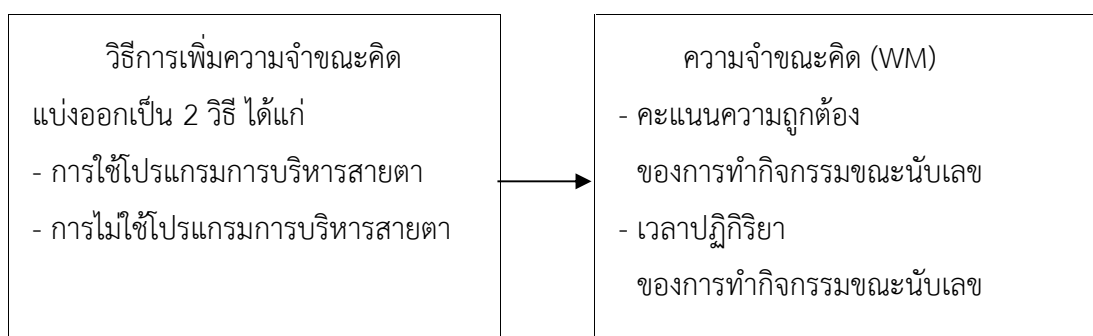 วิธีการเพิ่มความจำขณะคิด
แบ่งออกเป็น 2 วิธี ได้แก่
- การใช้โปรแกรมการบริหารสายตา
- การไม่ใช้โปรแกรมการบริหารสายตา
ความจำขณะคิด (WM)
- คะแนนความถูกต้อง
ของการทำกิจกรรมขณะนับเลข
- เวลาปฏิกิริยา
ของการทำกิจกรรมขณะนับเลข